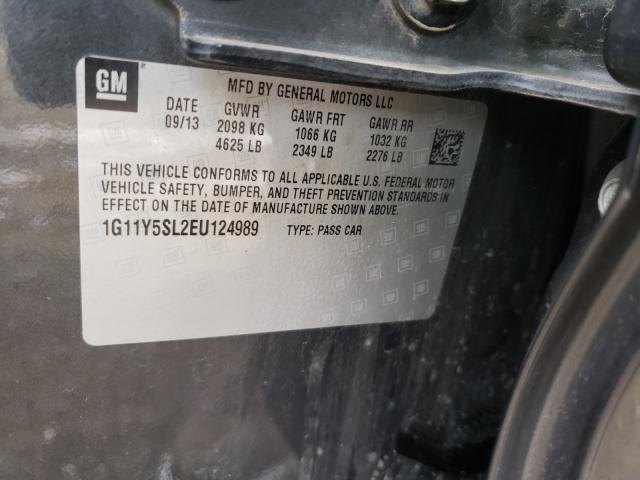 GM
MFD BY GENERAL MOTORS LLC
DATE GVWR GAWR FRT GAWR RR
09/13 2098 KG 1066 KG 1032 KG
4625 LB 2349 LB 2276 LB
THIS VEHICLE CONFORMS TO ALL APPLICABLE U.S. FEDERAL MOTOR
VEHICLE SAFETY, BUMPER, AND THEFT PREVENTION STANDARDS IN
EFFECT ON THE DATE OF MANUFACTURE SHOWN ABOVE.
1G11Y5SL2EU124989 TYPE: PASS CAR